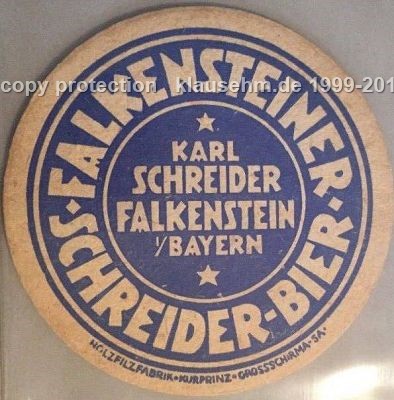 copy protection klausehm.de 1999-201
FALKENSTEINER
KARL
SCHREIDER
FALKENSTEIN
I/BAYERN
SCHREIDER-BIER
HOLZFILZFABRIK•KURPRINZ•GROSSSCHIRMA-SA•